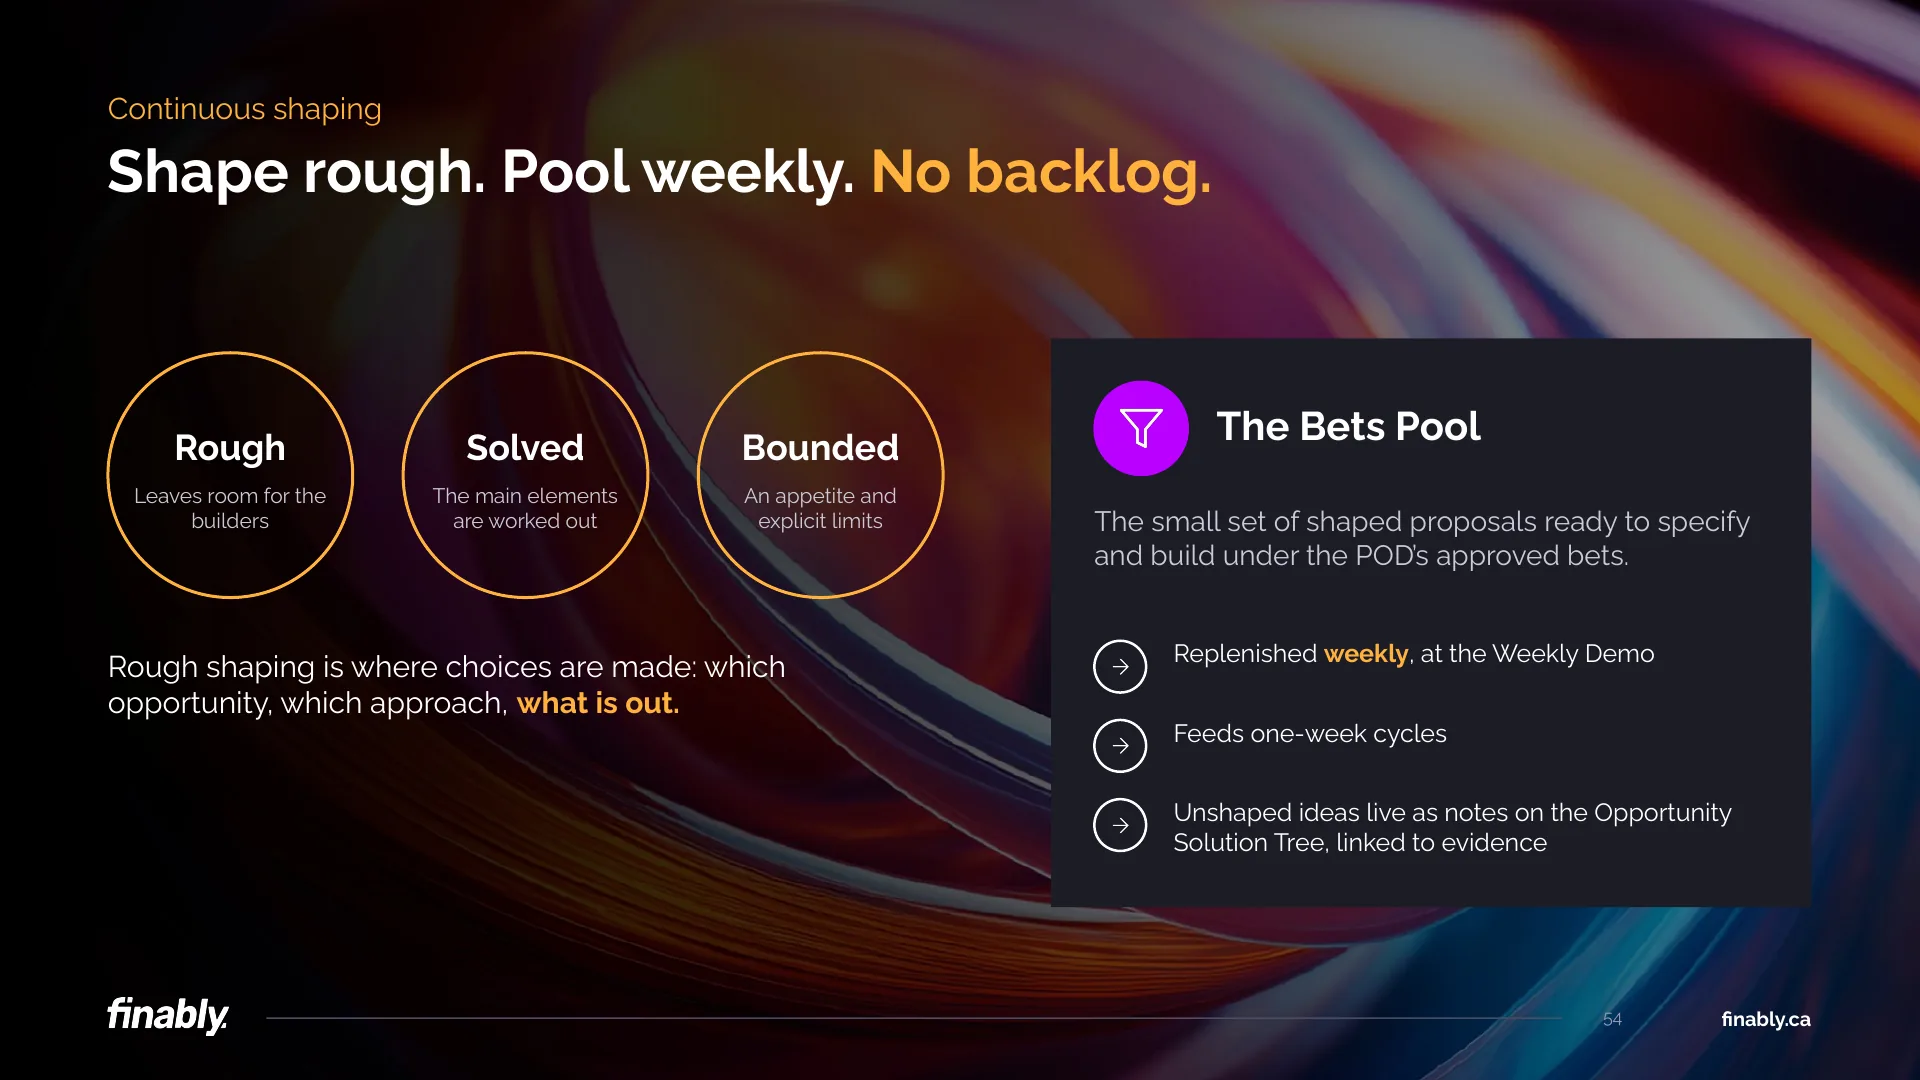 Continuous shaping
Shape rough. Pool weekly. No backlog.
Rough
Leaves room for the
builders
Solved
The main elements
are worked out
Bounded
An appetite and
explicit limits
Rough shaping is where choices are made: which
opportunity, which approach, what is out.
The Bets Pool
The small set of shaped proposals ready to specify
and build under the POD's approved bets.
Replenished weekly, at the Weekly Demo
Feeds one-week cycles
Unshaped ideas live as notes on the Opportunity
Solution Tree, linked to evidence
finably.
54
finably.ca